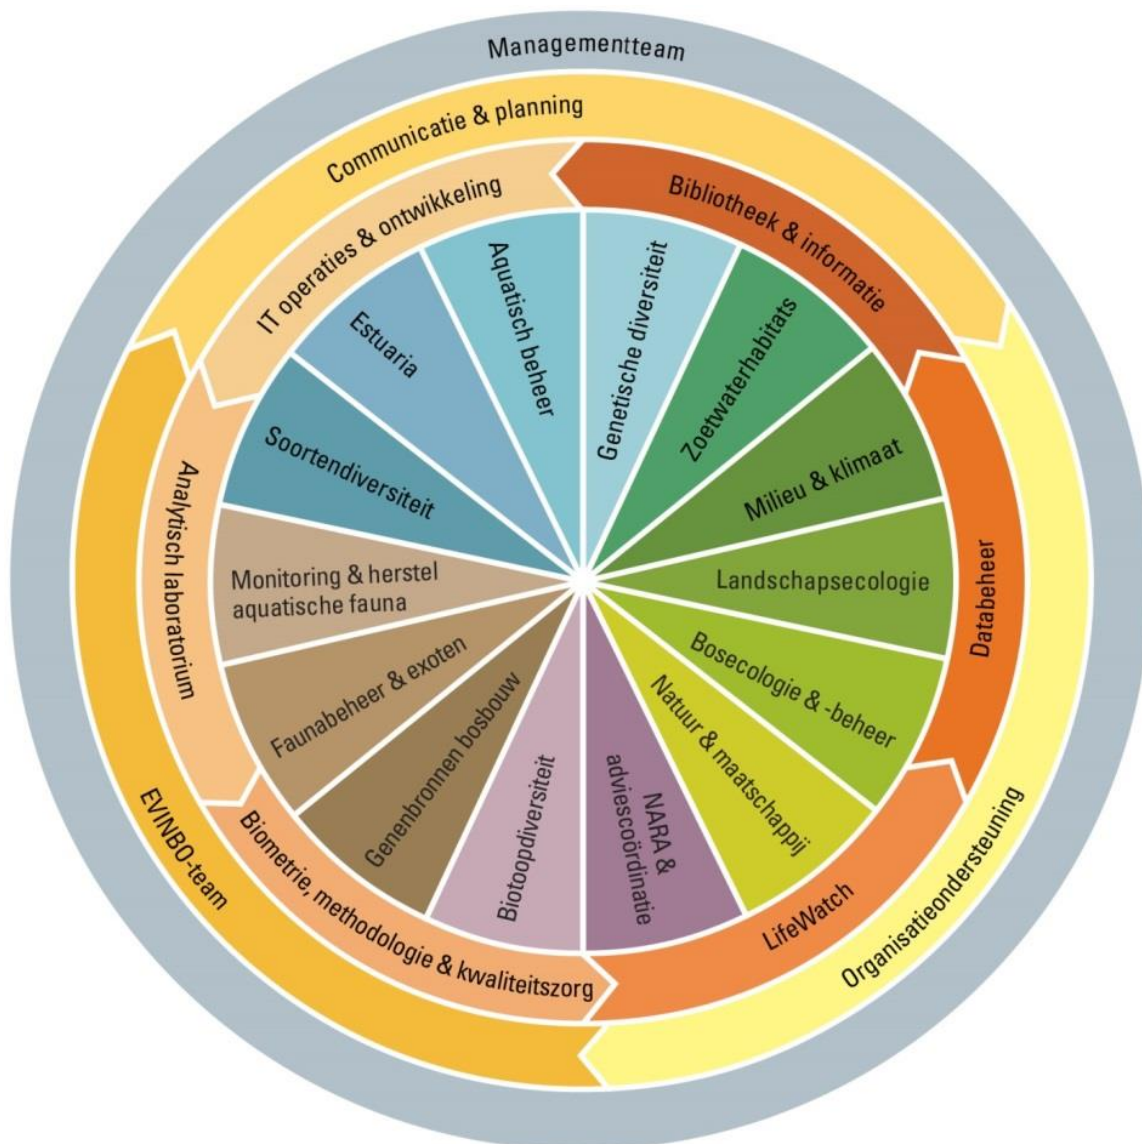 Managementteam
Communicatie & planning
Organisatieondersteuning
EVINBO-team
IT operaties & ontwikkeling
Bibliotheek & informatie
Databeheer
LifeWatch
Biometrie, methodologie & kwaliteitszorg
Analytisch laboratorium
Genetische diversiteit
Zoetwaterhabitats
Milieu & klimaat
Landschapsecologie
Bosecologie & -beheer
Natuur & maatschappij
NARA &
adviescoördinatie
Biotoopdiversiteit
Genenbronnen bosbouw
Faunabeheer & exoten
Monitoring & herstel
aquatische fauna
Soortendiversiteit
Estuaria
Aquatisch beheer